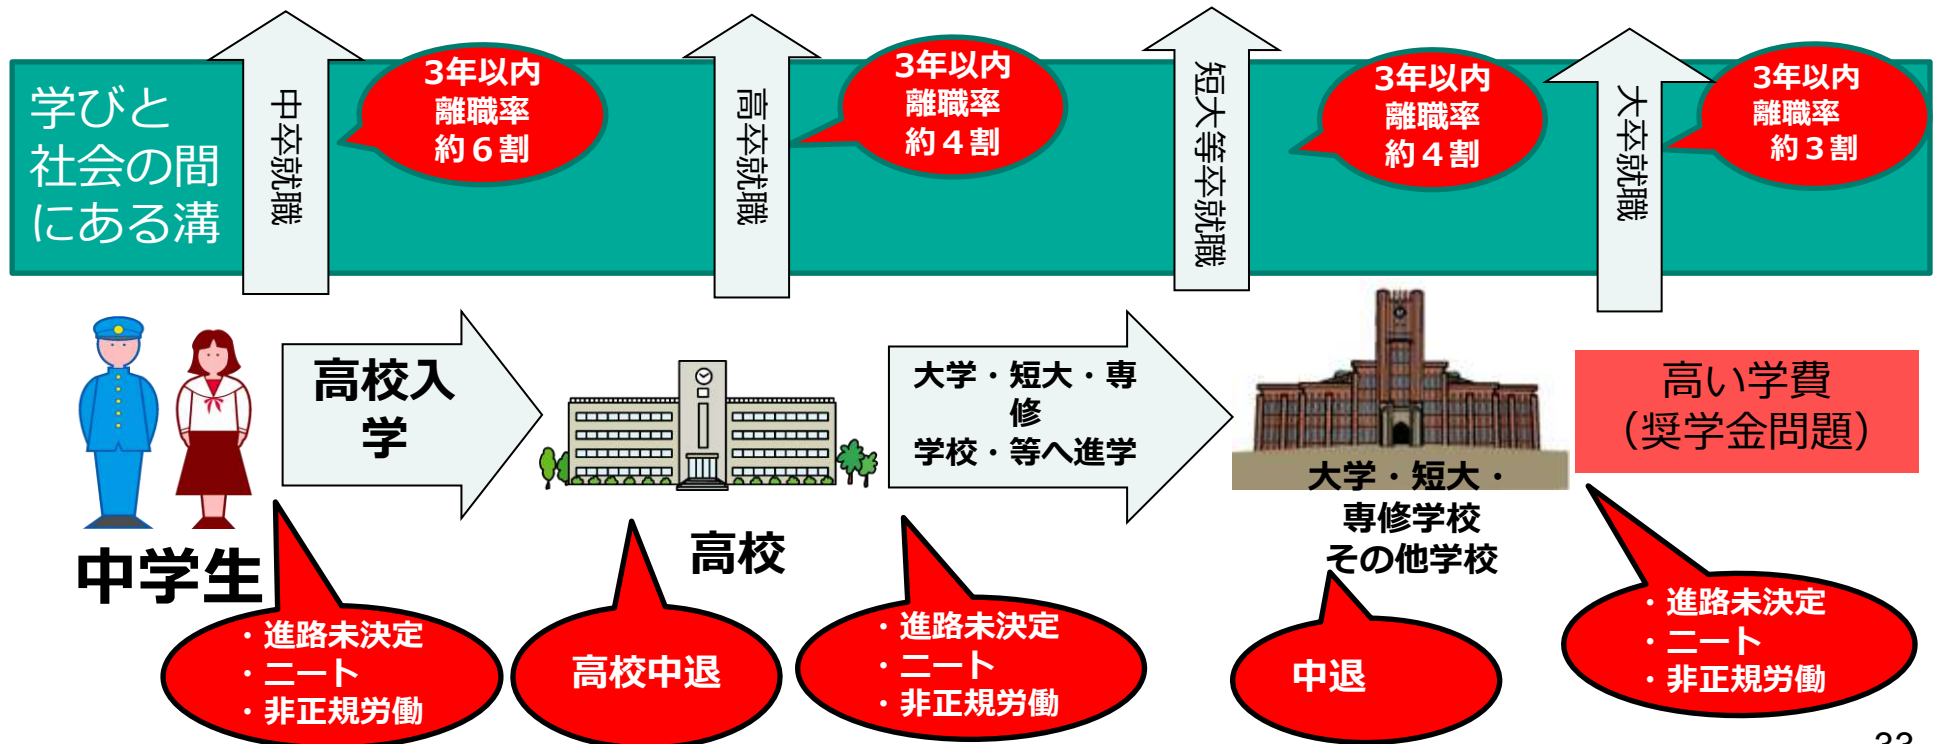 学びと
社会の間
にある溝
中卒就職
3年以内
離職率
約６割
高卒就職
3年以内
離職率
約４割
短大等卒就職
3年以内
離職率
約４割
大卒就職
3年以内
離職率
約３割
中学生
高校入
学
高校
大学・短大・専
修
学校・等へ進学
大学・短大・
専修学校
その他学校
高い学費
（奨学金問題）
・進路未決定
・ニート
・非正規労働
高校中退
・進路未決定
・ニート
・非正規労働
中退
・進路未決定
・ニート
・非正規労働
33